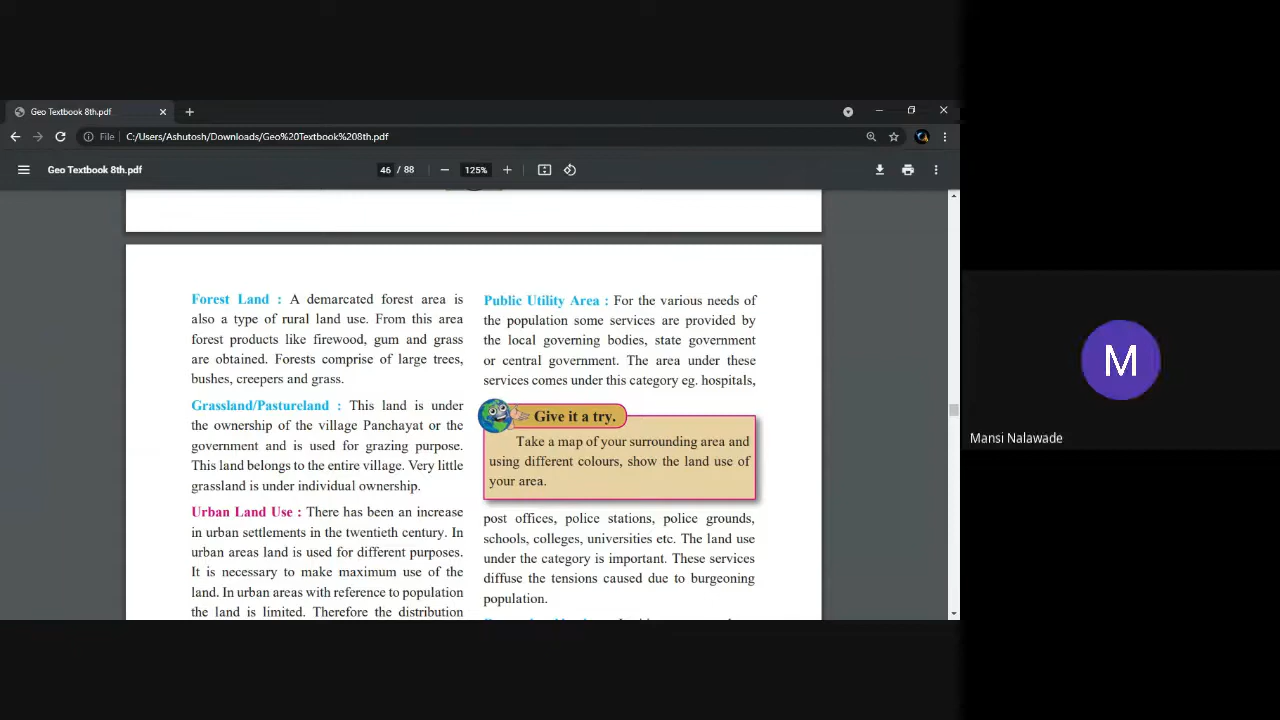 Geo Textbook 8th.pdf
File
C:/Users/Ashutosh/Downloads/Geo%20Textbook%208th.pdf
Geo Textbook 8th.pdf
46 / 88
125%
Forest Land : A demarcated forest area is
also a type of rural land use. From this area
forest products like firewood, gum and grass
are obtained. Forests comprise of large trees,
bushes, creepers and grass.
Grassland/Pastureland : This land is under
the ownership of the village Panchayat or the
government and is used for grazing purpose.
This land belongs to the entire village. Very little
grassland is under individual ownership.
Urban Land Use : There has been an increase
in urban settlements in the twentieth century. In
urban areas land is used for different purposes.
It is necessary to make maximum use of the
land. In urban areas with reference to population
the land is limited. Therefore the distribution
Public Utility Area : For the various needs of
the population some services are provided by
the local governing bodies, state government
or central government. The area under these
services comes under this category eg. hospitals,
Give it a try.
Take a map of your surrounding area and
using different colours, show the land use of
your area.
post offices, police stations, police grounds,
schools, colleges, universities etc. The land use
under the category is important. These services
diffuse the tensions caused due to burgeoning
population.
M
Mansi Nalawade